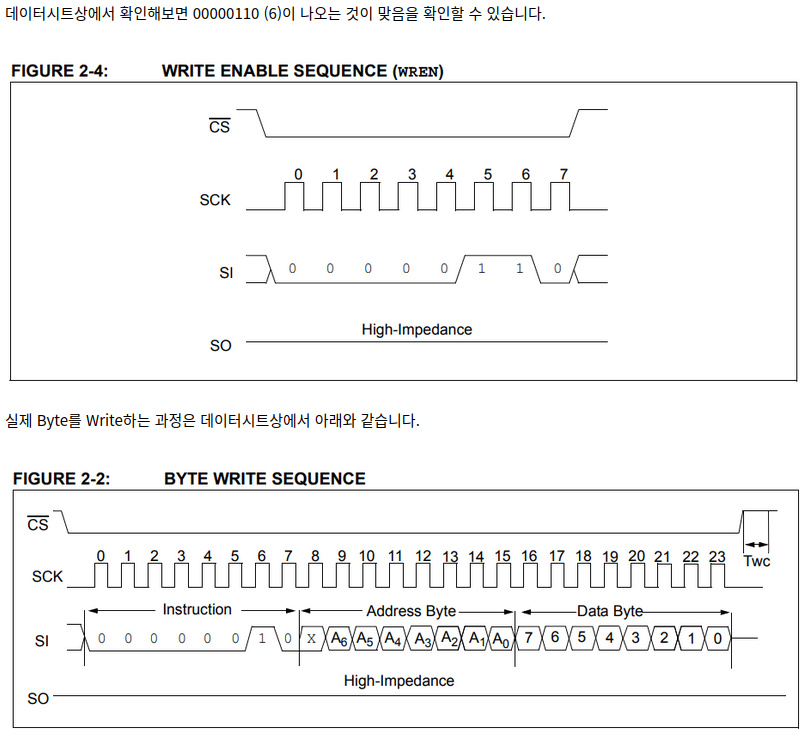 데이터시트상에서 확인해보면 00000110 (6)이 나오는 것이 맞음을 확인할 수 있습니다.
FIGURE 2-4: WRITE ENABLE SEQUENCE (WREN)
CS
0 1 2 3 4 5 6 7
SCK
SI 0 0 0 0 0 1 1 0
High-Impedance
SO
실제 Byte를 Write하는 과정은 데이터시트상에서 아래와 같습니다.
FIGURE 2-2: BYTE WRITE SEQUENCE
CS
0 1 2 3 4 5 6 7 8 9 10 11 12 13 14 15 16 17 18 19 20 21 22 23
Twc
SCK
Instruction Address Byte Data Byte
SI 0 0 0 0 0 0 1 0 X A6 A5 A4 A3 A2 A1 A0 7 6 5 4 3 2 1 0
High-Impedance
SO